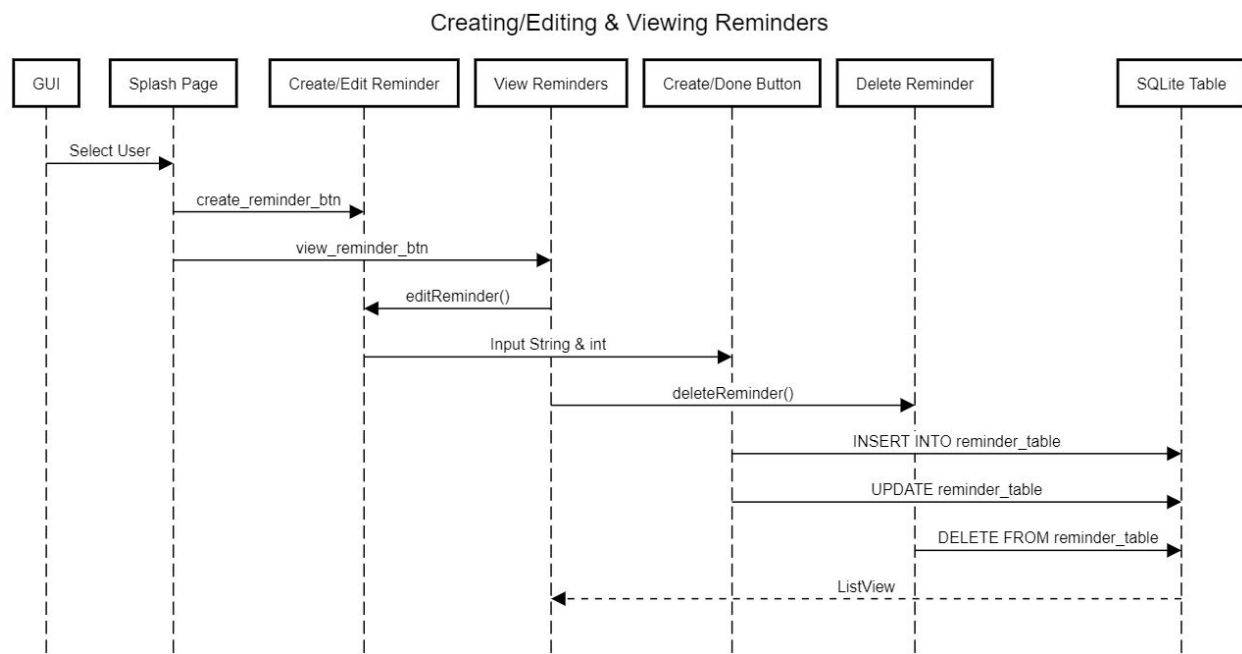 Creating/Editing & Viewing Reminders
GUI
Splash Page
Create/Edit Reminder
View Reminders
Create/Done Button
Delete Reminder
SQLite Table
Select User
create_reminder_btn
view_reminder_btn
editReminder()
Input String & int
deleteReminder()
INSERT INTO reminder_table
UPDATE reminder_table
DELETE FROM reminder_table
ListView